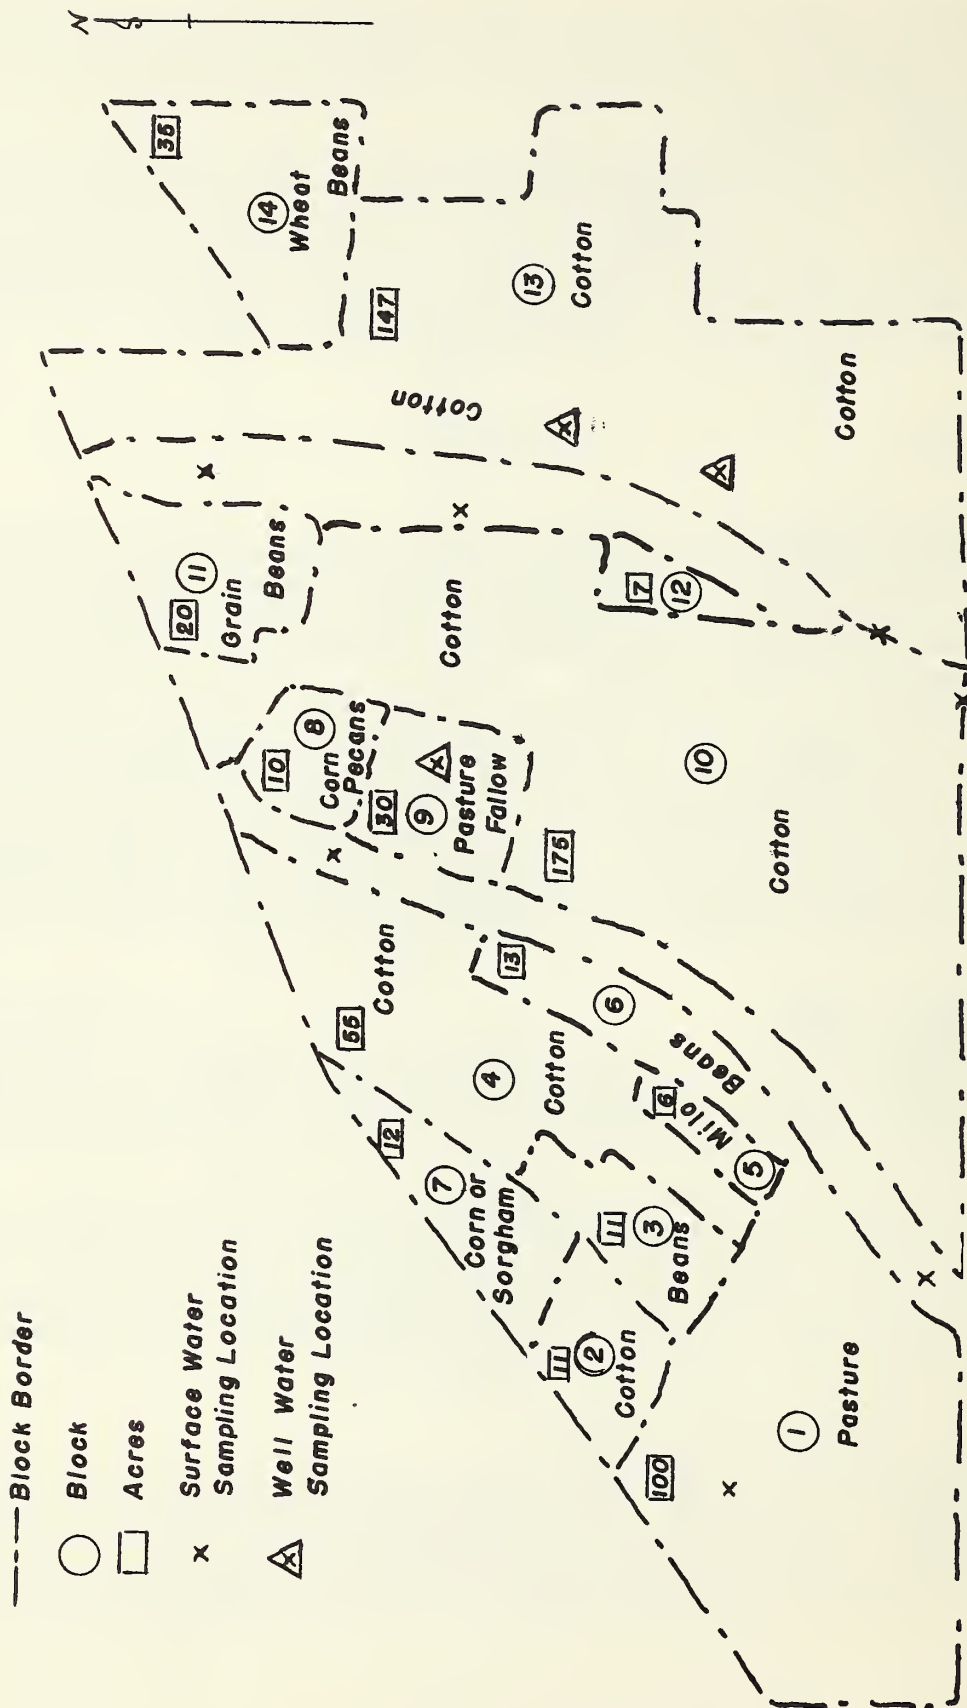 N
Block Border
Block
Acres
x Surface Water
Sampling Location
x Well Water
Sampling Location
100
1
Pasture
11
2
Cotton
11
3
Beans
12
7
Corn or
Sorgham
55
Cotton
4
Cotton
6
Milo
5
13
6
Beans
10
8
Corn
Pecans
30
9
x
Pasture
Fallow
175
20
11
Grain
Beans
Cotton
10
Cotton
7
12
Cotton
x
x
Cotton
147
13
Cotton
35
14
Wheat
Beans
x
x
x
x
x
x
x